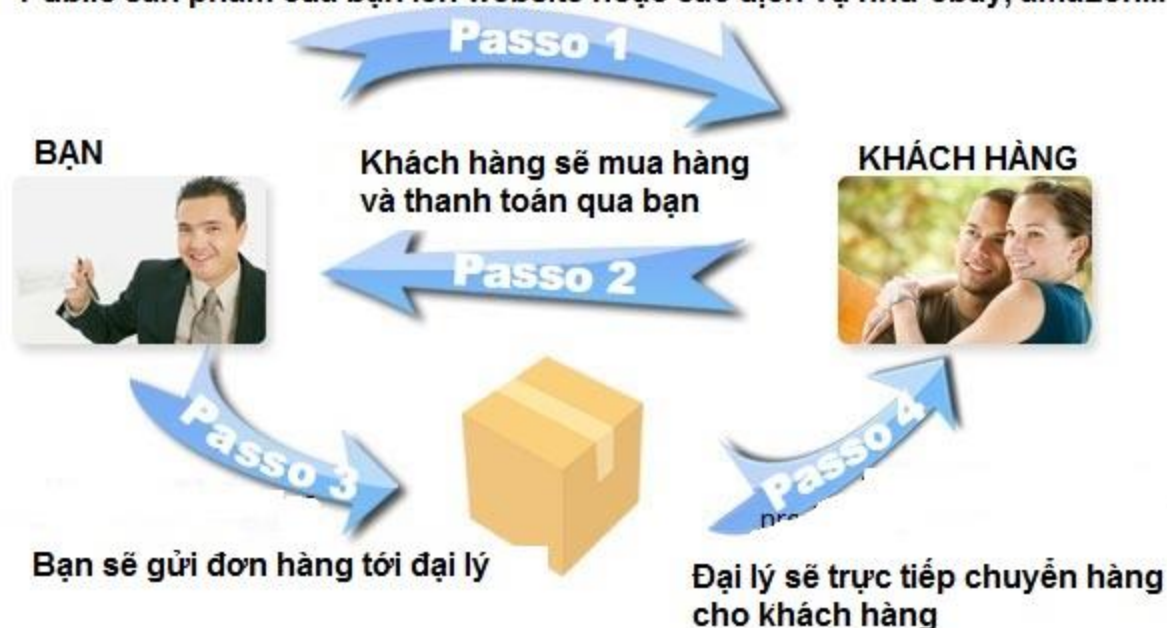 Public sản phẩm của bạn lên website hoặc các dịch vụ như ebay, amazon...
Passo 1
BẠN
Khách hàng sẽ mua hàng
và thanh toán qua bạn
KHÁCH HÀNG
Passo 2
Passo 3
Passo 4
Bạn sẽ gửi đơn hàng tới đại lý
Đại lý sẽ trực tiếp chuyển hàng
cho khách hàng